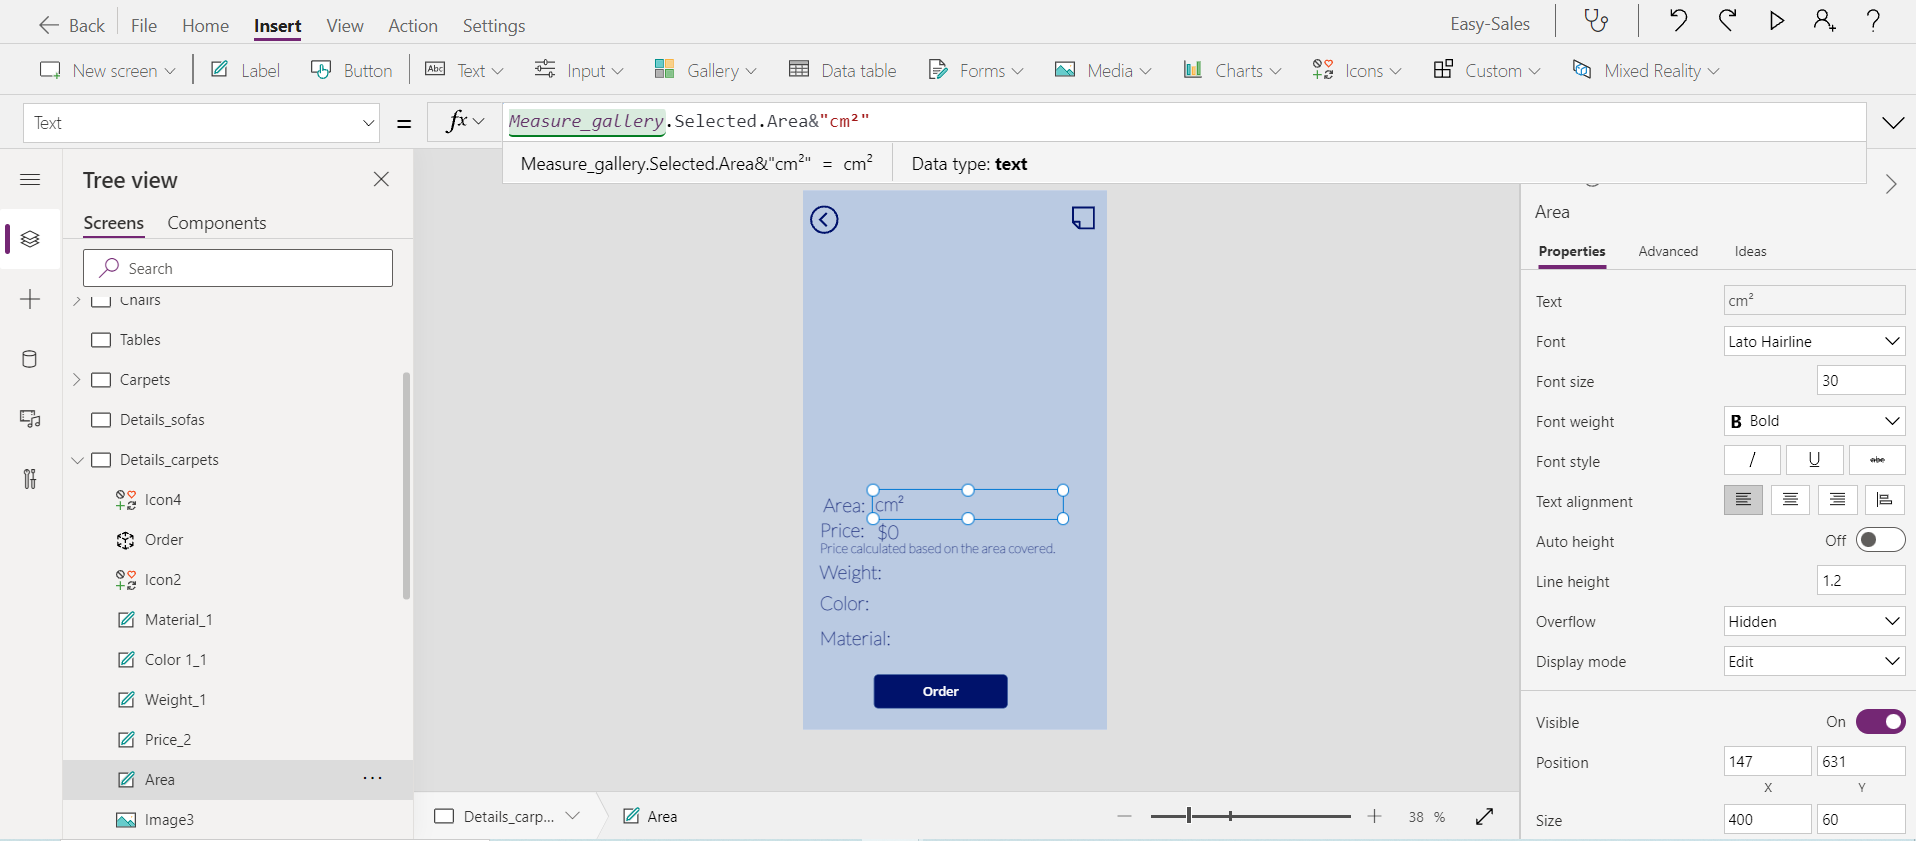 Back File Home Insert View Action Settings Easy-Sales ?
New screen Label Button Abc Text Input Gallery Data table Forms Media Charts Icons Custom Mixed Reality
Text = fx Measure_gallery.Selected.Area&"cm²"
Measure_gallery.Selected.Area&"cm²" = cm² Data type: text
Tree view
Screens Components
Search
Chairs
Tables
Carpets
Details_sofas
Details_carpets
Icon4
Order
Icon2
Material_1
Color 1_1
Weight_1
Price_2
Area ...
Image3
Area: cm²
Price: $0
Price calculated based on the area covered.
Weight:
Color:
Material:
Order
Details_carp... Area 38 %
Area
Properties Advanced Ideas
Text cm²
Font Lato Hairline
Font size 30
Font weight B Bold
Font style / U abc
Text alignment
Auto height Off
Line height 1.2
Overflow Hidden
Display mode Edit
Visible On
Position 147 631
X Y
Size 400 60